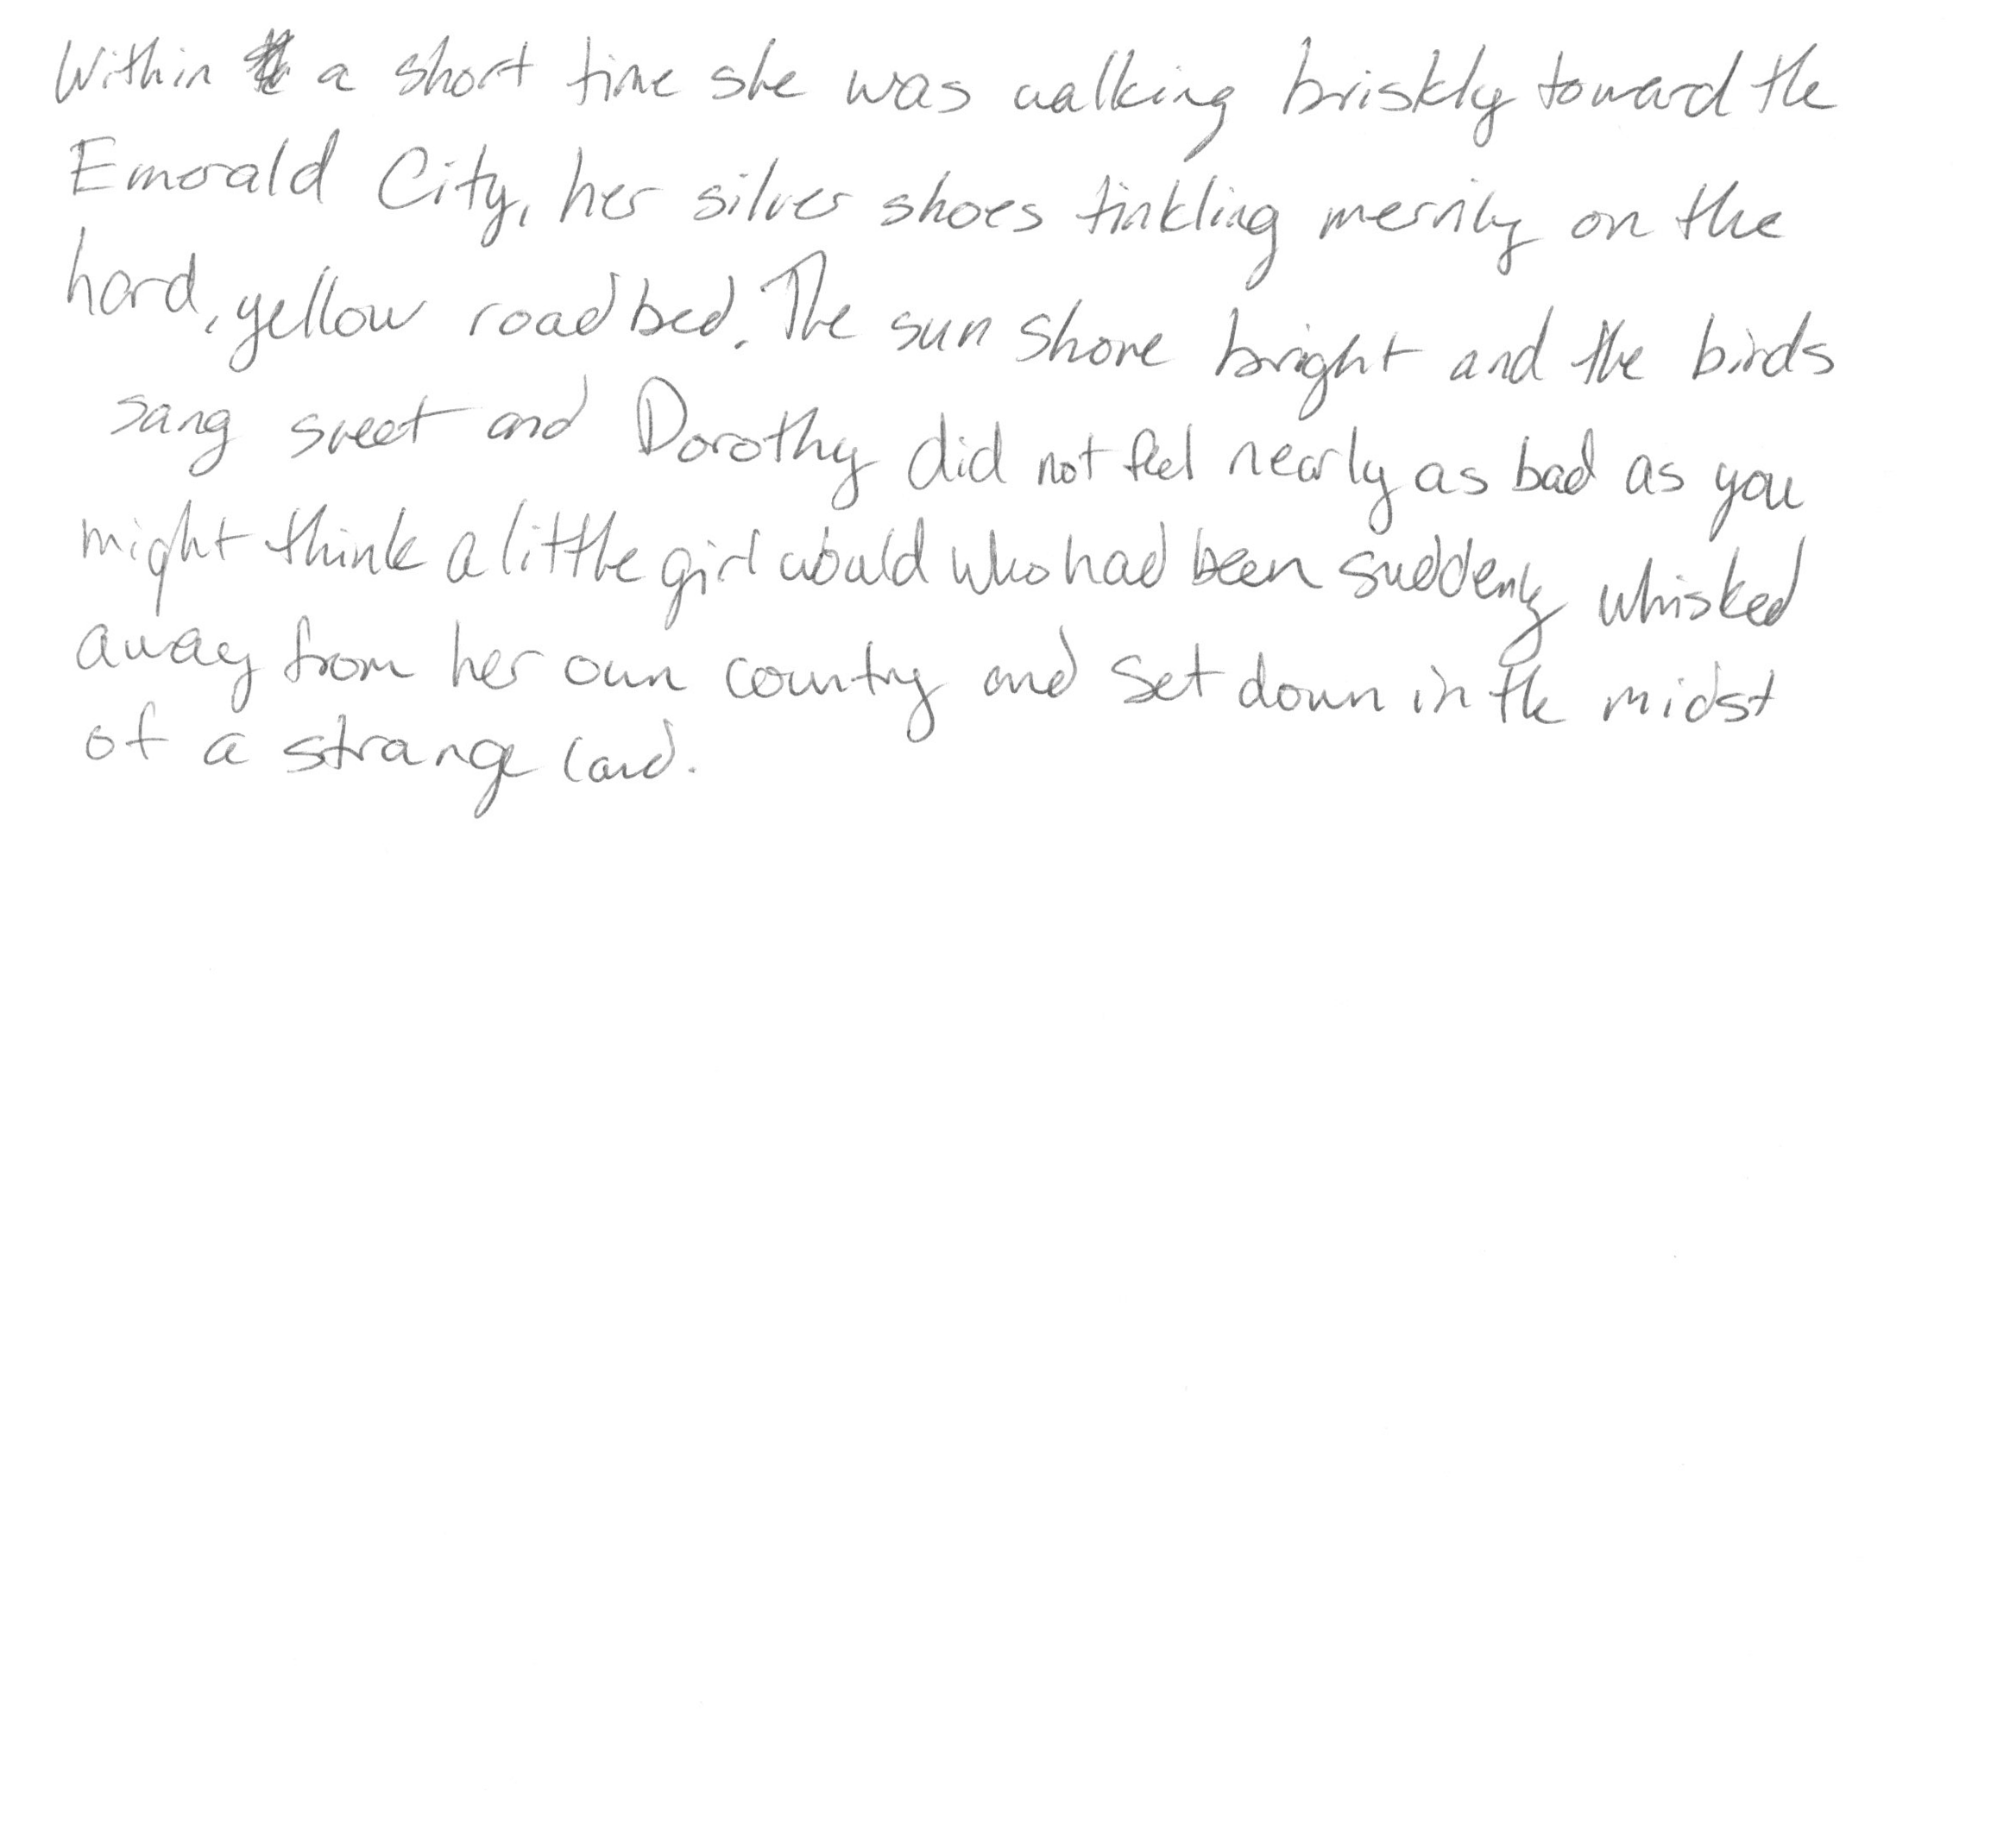 Within a short time she was walking briskly toward the
Emerald City, her silver shoes tinkling merrily on the
hard, yellow road bed. The sun shone bright and the birds
sang sweet and Dorothy did not feel nearly as bad as you
might think a little girl would who had been suddenly whisked
away from her own country and set down in the midst
of a strange land.